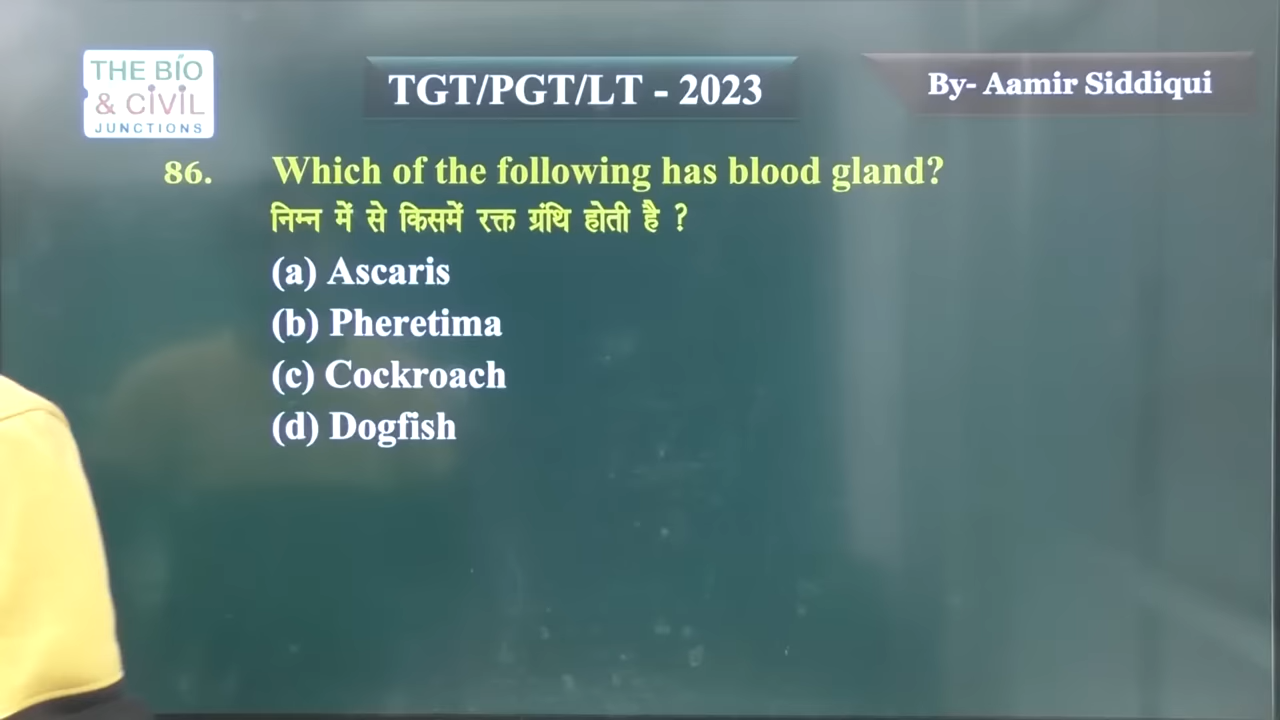 THE BIO
& CIVIL
JUNCTIONS
TGT/PGT/LT - 2023
By- Aamir Siddiqui
86. Which of the following has blood gland?
निम्न में से किसमें रक्त ग्रंथि होती है ?
(a) Ascaris
(b) Pheretima
(c) Cockroach
(d) Dogfish